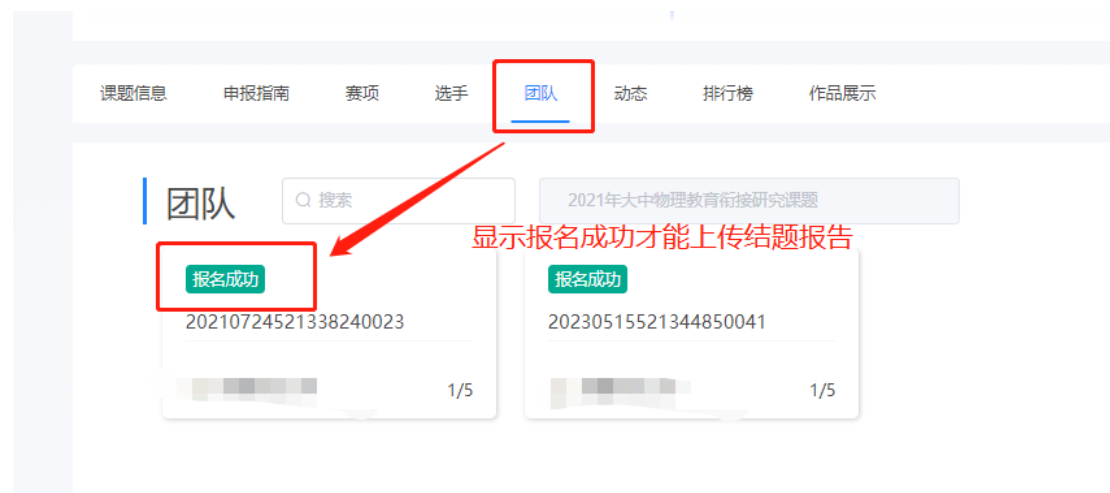 课题信息 申报指南 赛项 选手 团队 动态 排行榜 作品展示
团队 搜索 2021年大中物理教育衔接研究课题
显示报名成功才能上传结题报告
报名成功 报名成功
20210724521338240023 20230515521344850041
1/5 1/5